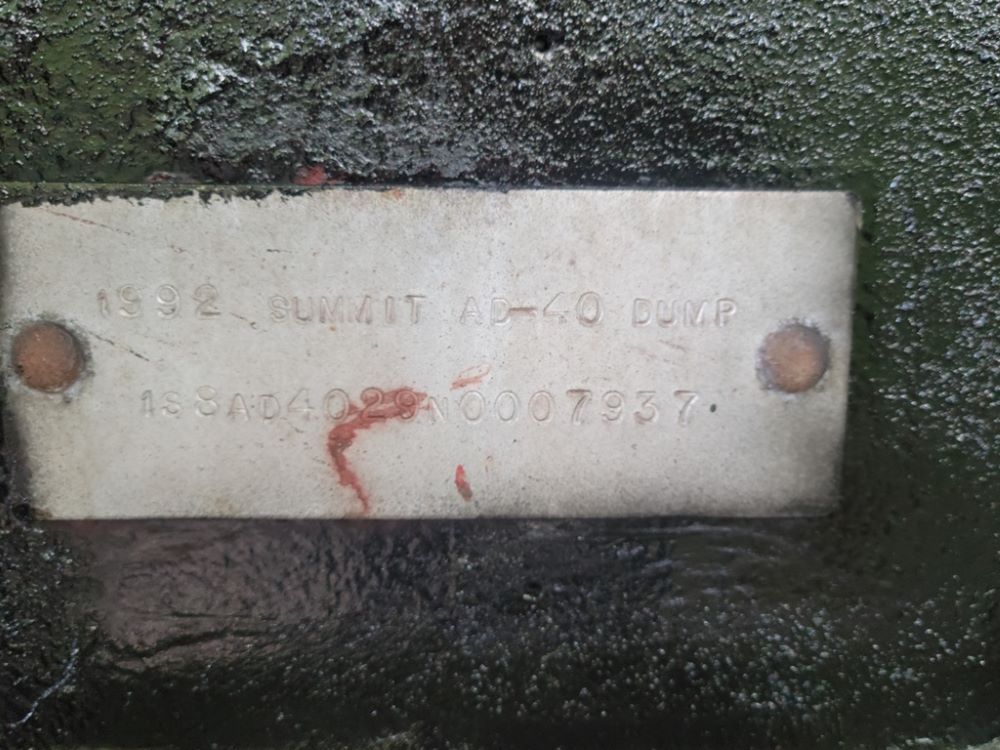 1992 SUMMIT AD-40 DUMP
1S8AD4029N0007937